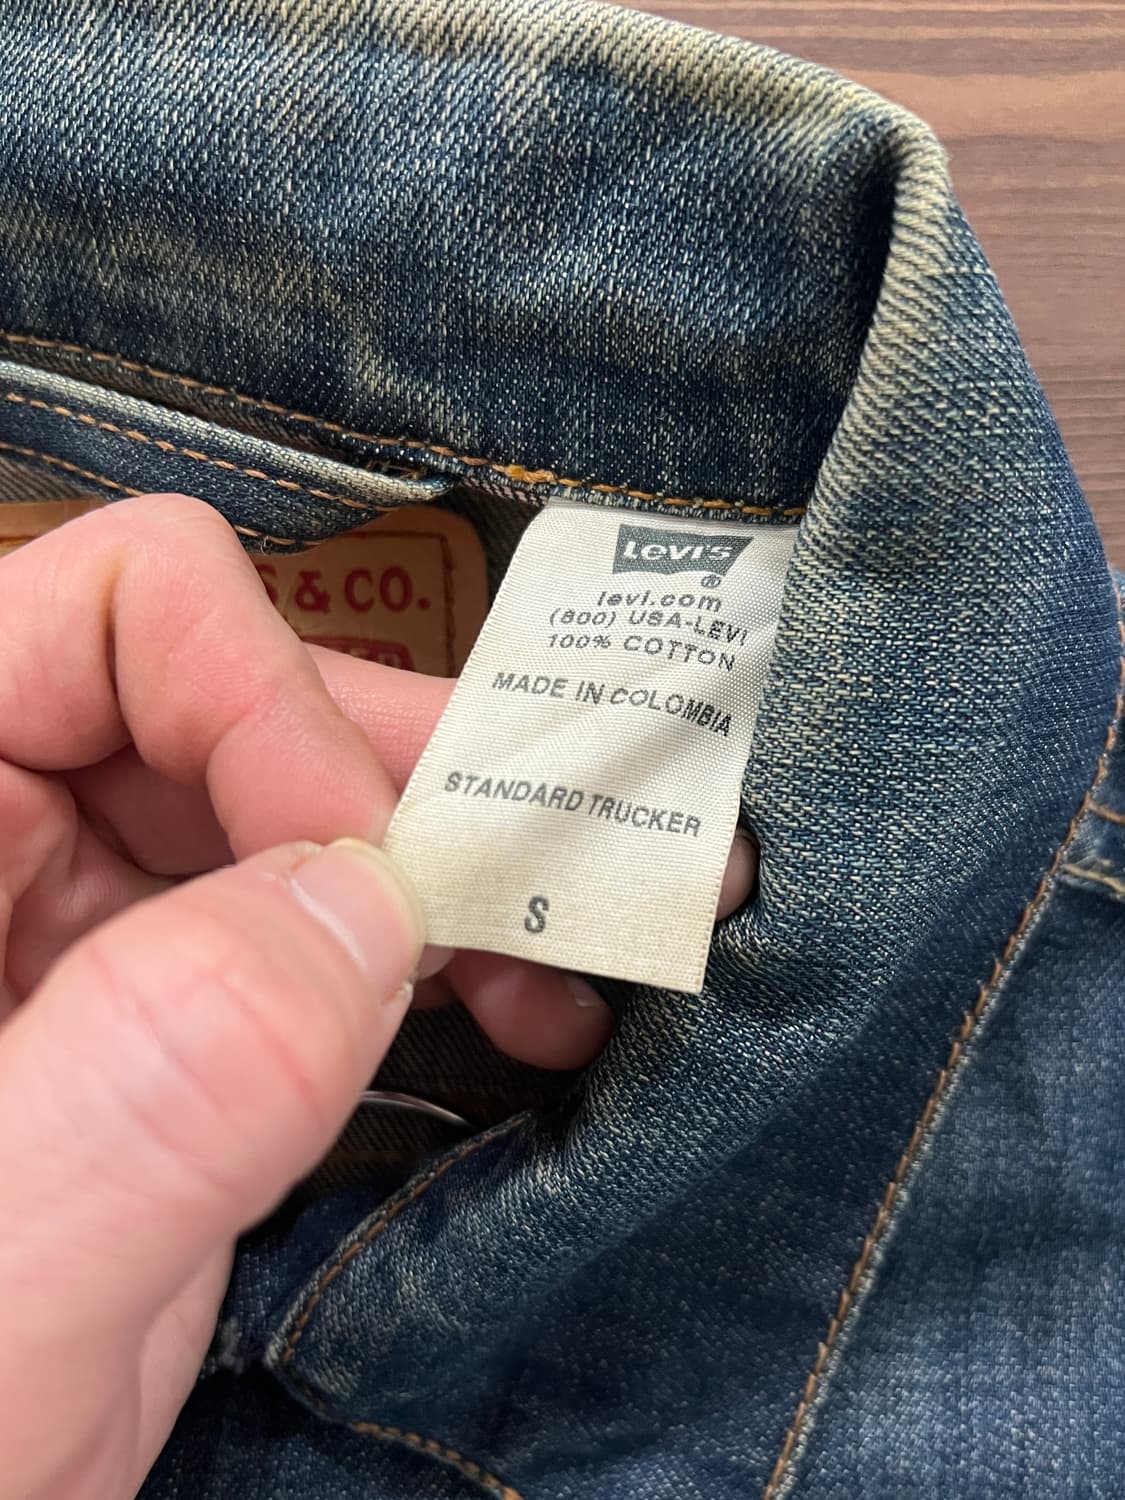 & CO.
LEVI'S
®
levi.com
(800) USA-LEVI
100% COTTON
MADE IN COLOMBIA
STANDARD TRUCKER
S